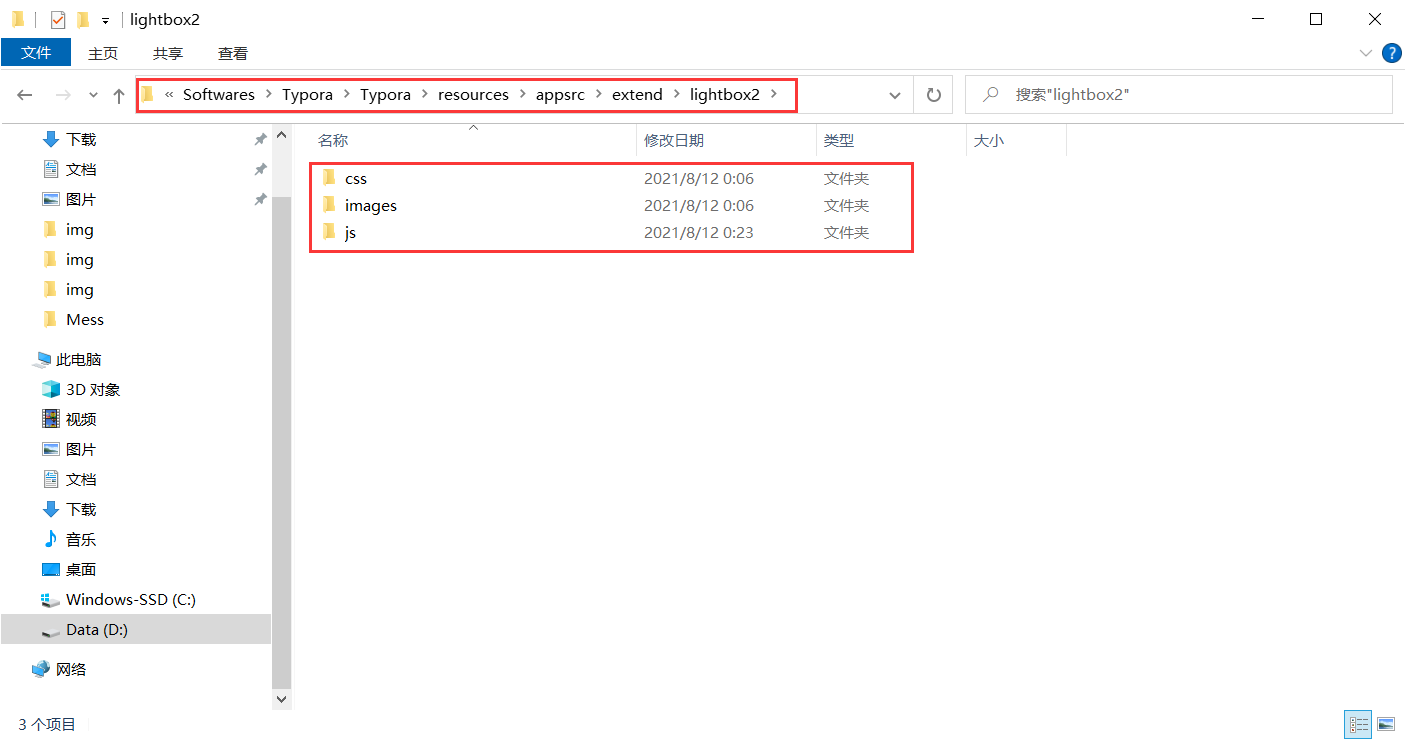 lightbox2
文件 主页 共享 查看
« Softwares > Typora > Typora > resources > appsrc > extend > lightbox2 >
搜索"lightbox2"
下载
文档
图片
img
img
img
Mess
此电脑
3D 对象
视频
图片
文档
下载
音乐
桌面
Windows-SSD (C:)
Data (D:)
网络
名称 修改日期 类型 大小
css 2021/8/12 0:06 文件夹
images 2021/8/12 0:06 文件夹
js 2021/8/12 0:23 文件夹
3 个项目